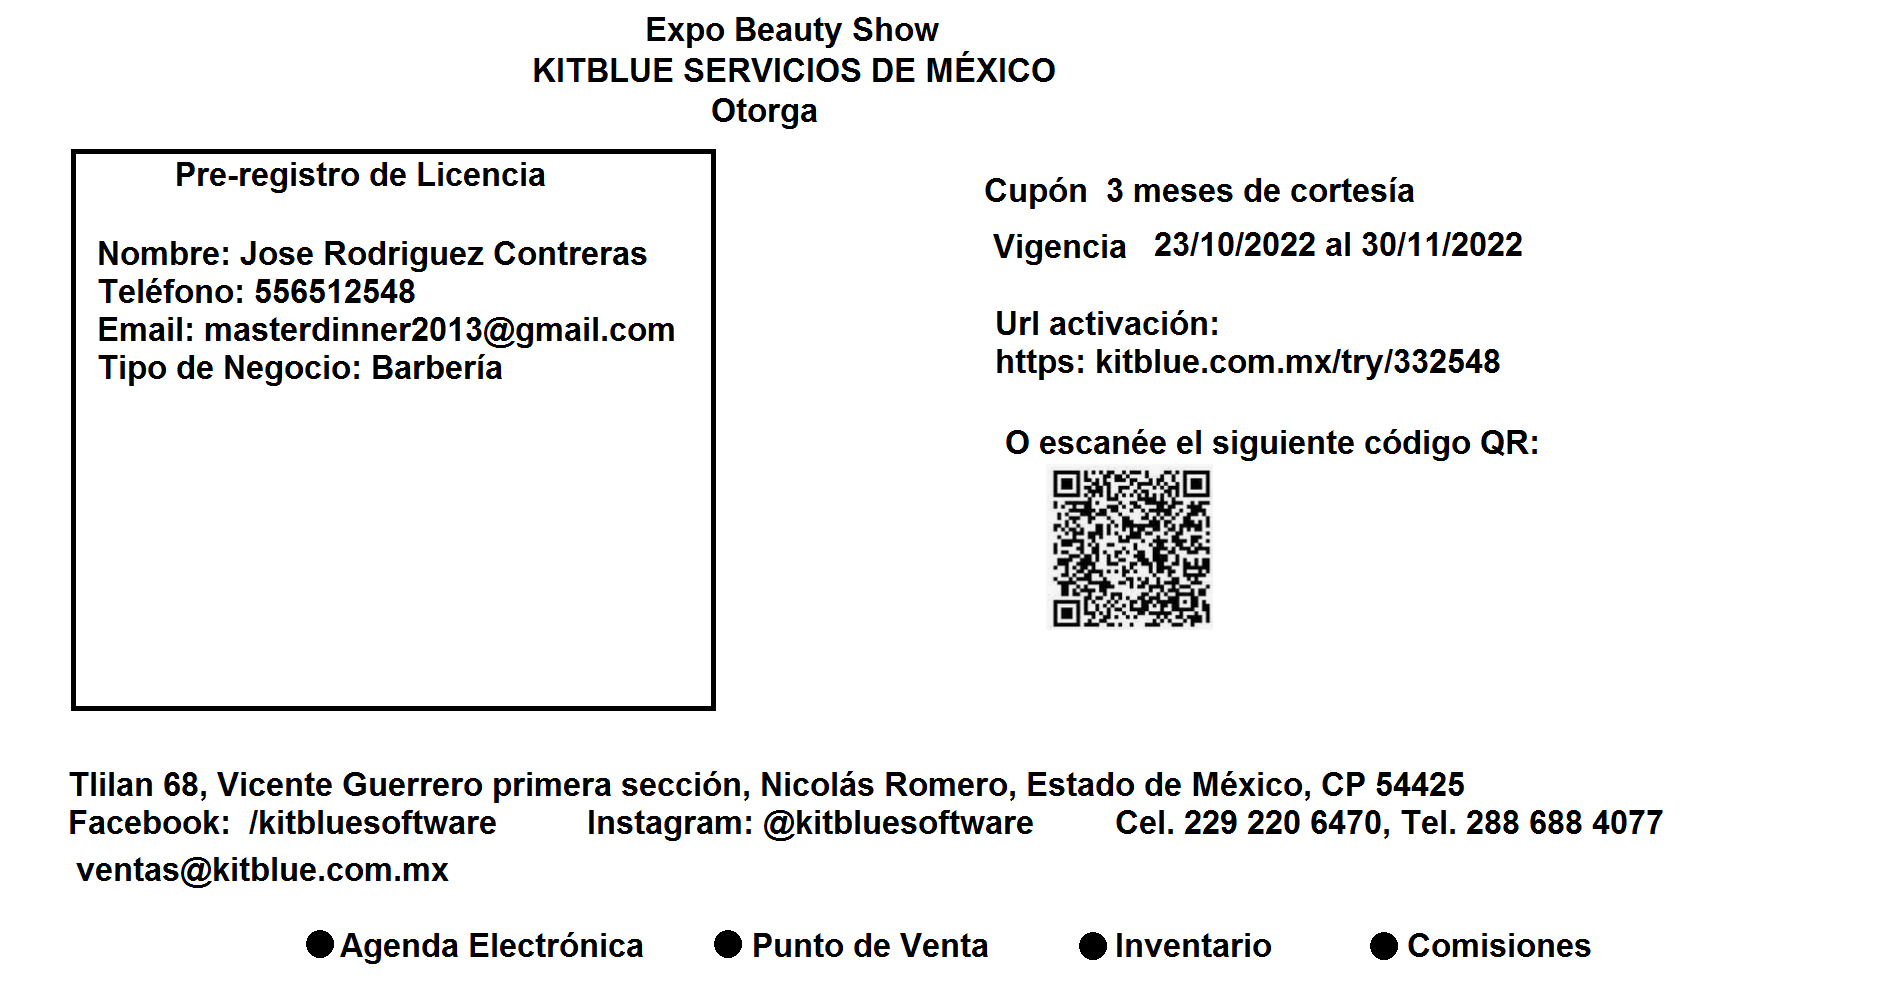 Expo Beauty Show
KITBLUE SERVICIOS DE MÉXICO
Otorga
Pre-registro de Licencia
Nombre: Jose Rodriguez Contreras
Teléfono: 556512548
Email: masterdinner2013@gmail.com
Tipo de Negocio: Barbería
Cupón 3 meses de cortesía
Vigencia 23/10/2022 al 30/11/2022
Url activación:
https: kitblue.com.mx/try/332548
O escanée el siguiente código QR:
Tlilan 68, Vicente Guerrero primera sección, Nicolás Romero, Estado de México, CP 54425
Facebook: /kitbluesoftware Instagram: @kitbluesoftware Cel. 229 220 6470, Tel. 288 688 4077
ventas@kitblue.com.mx
● Agenda Electrónica ● Punto de Venta ● Inventario ● Comisiones